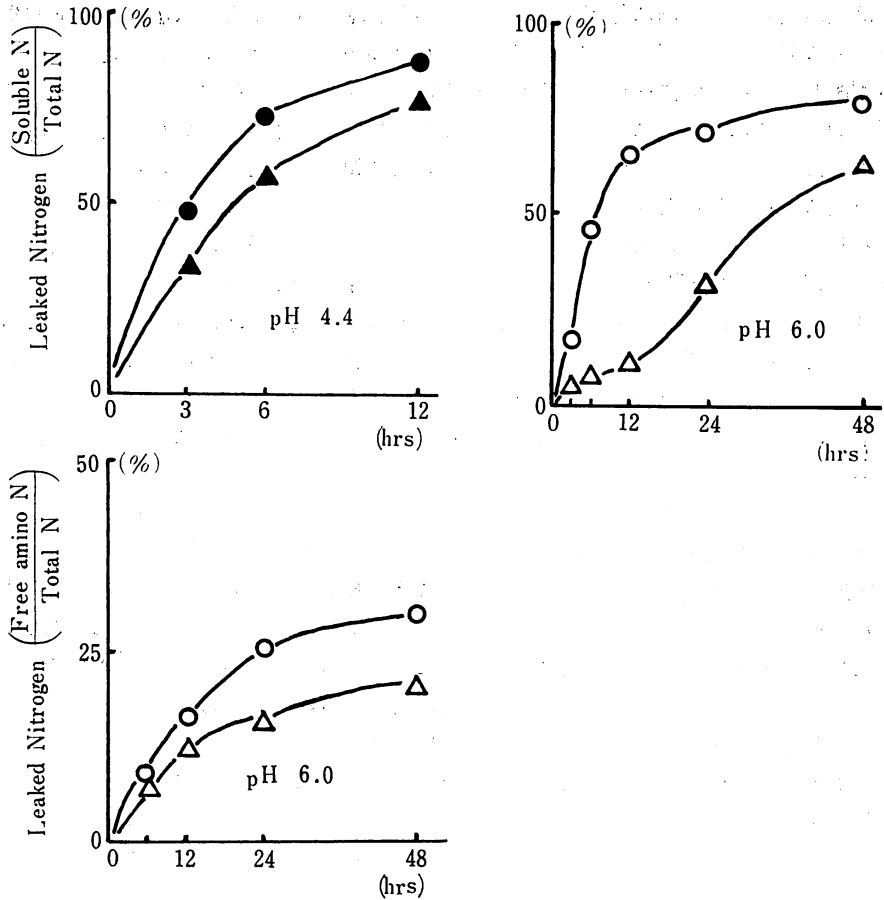 100 (%)
50
0
Leaked Nitrogen (Soluble N / Total N)
pH 4.4
0 3 6 12
(hrs)
100 (%)
50
0
pH 6.0
0 12 24 48
(hrs)
50 (%)
25
0
Leaked Nitrogen (Free amino N / Total N)
pH 6.0
0 12 24 48
(hrs)